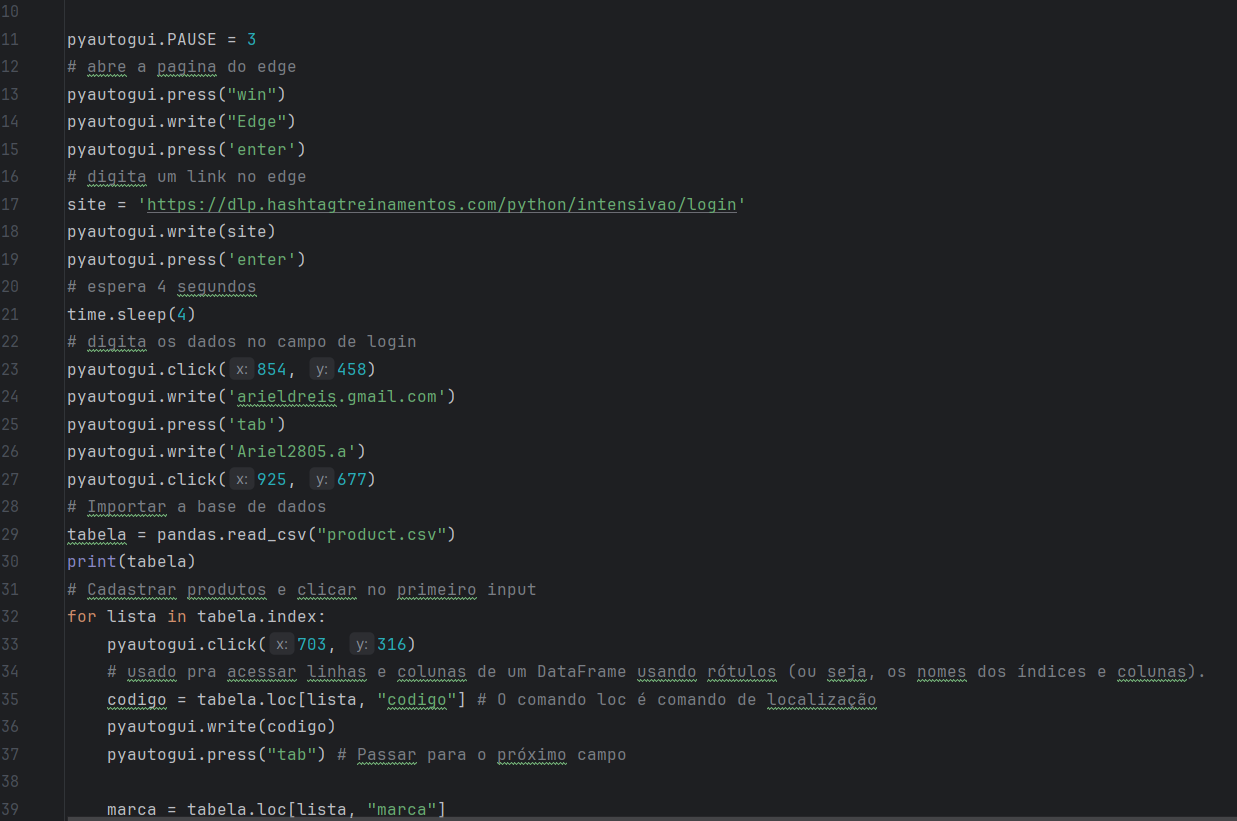 10
11 pyautogui.PAUSE = 3
12 # abre a pagina do edge
13 pyautogui.press("win")
14 pyautogui.write("Edge")
15 pyautogui.press('enter')
16 # digita um link no edge
17 site = 'https://dlp.hashtagtreinamentos.com/python/intensivao/login'
18 pyautogui.write(site)
19 pyautogui.press('enter')
20 # espera 4 segundos
21 time.sleep(4)
22 # digita os dados no campo de login
23 pyautogui.click( x: 854, y: 458)
24 pyautogui.write('arieldreis.gmail.com')
25 pyautogui.press('tab')
26 pyautogui.write('Ariel2805.a')
27 pyautogui.click( x: 925, y: 677)
28 # Importar a base de dados
29 tabela = pandas.read_csv("product.csv")
30 print(tabela)
31 # Cadastrar produtos e clicar no primeiro input
32 for lista in tabela.index:
33 pyautogui.click( x: 703, y: 316)
34 # usado pra acessar linhas e colunas de um DataFrame usando rótulos (ou seja, os nomes dos índices e colunas).
35 codigo = tabela.loc[lista, "codigo"] # O comando loc é comando de localização
36 pyautogui.write(codigo)
37 pyautogui.press("tab") # Passar para o próximo campo
38
39 marca = tabela.loc[lista, "marca"]